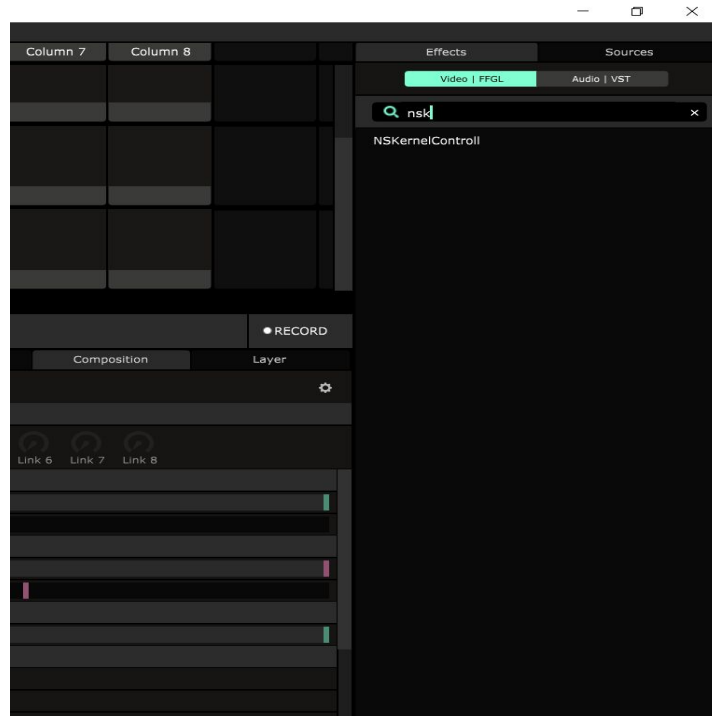 Column 7 Column 8 Effects Sources
Video | FFGL Audio | VST
nsk
NSKernelControll
RECORD
Composition Layer
Link 6 Link 7 Link 8